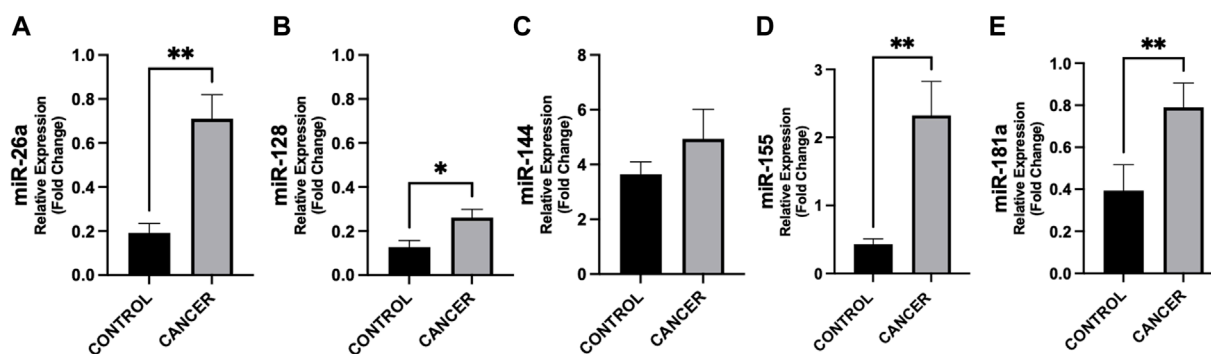 A
miR-26a
Relative Expression
(Fold Change)
1.0
0.8
0.6
0.4
0.2
0.0
**
CONTROL
CANCER
B
miR-128
Relative Expression
(Fold Change)
1.0
0.8
0.6
0.4
0.2
0.0
*
CONTROL
CANCER
C
miR-144
Relative Expression
(Fold Change)
8
6
4
2
0
CONTROL
CANCER
D
miR-155
Relative Expression
(Fold Change)
3
2
1
0
**
CONTROL
CANCER
E
miR-181a
Relative Expression
(Fold Change)
1.0
0.8
0.6
0.4
0.2
0.0
**
CONTROL
CANCER